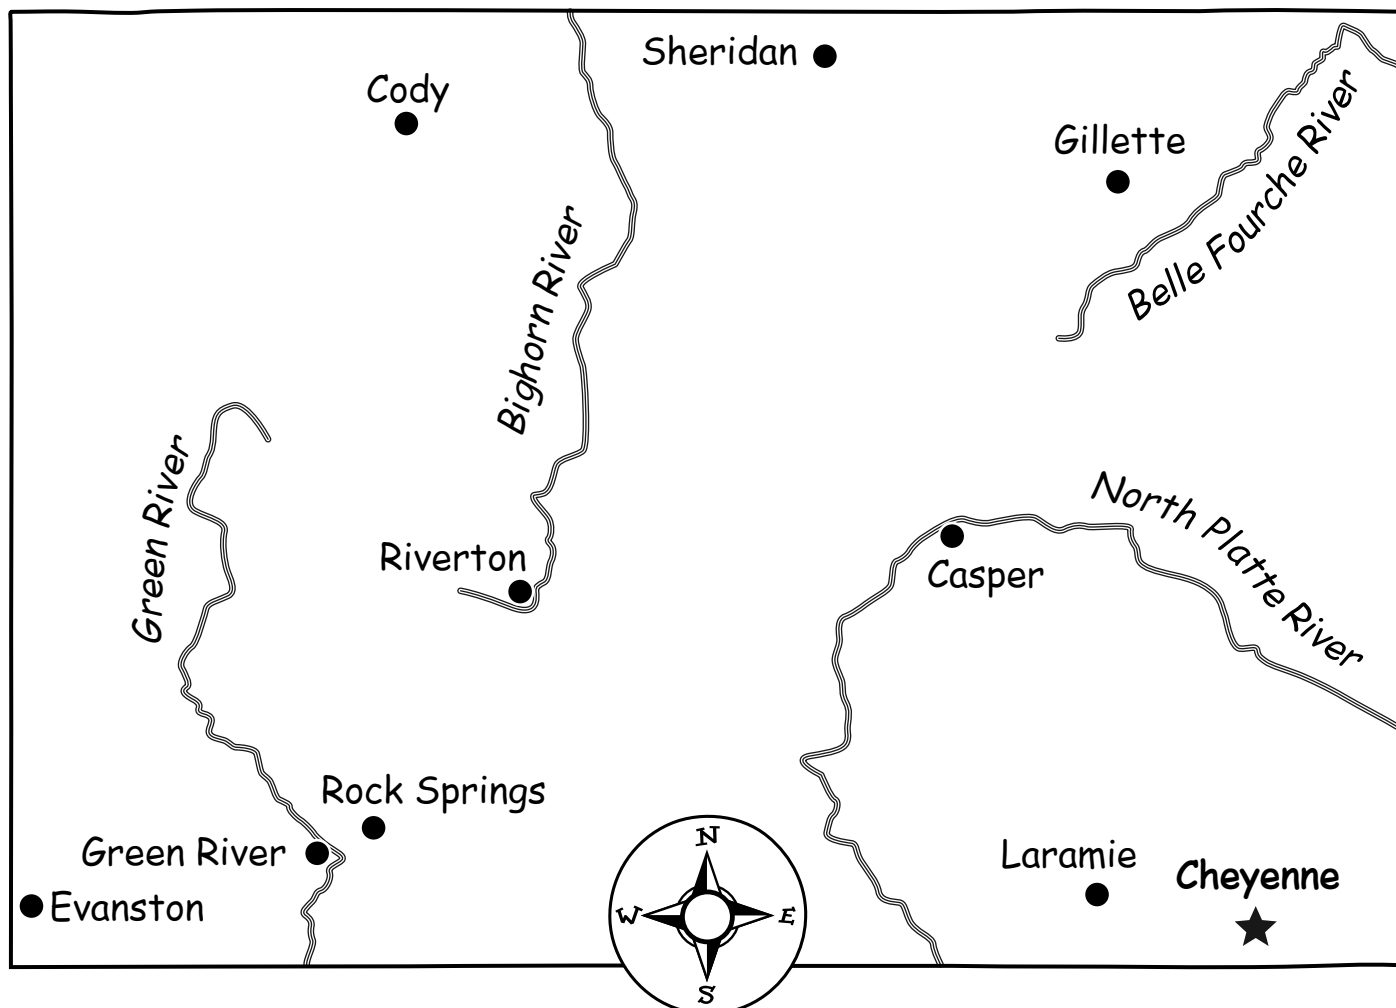 Sheridan
Cody
Gillette
Belle Fourche River
Bighorn River
Green River
North Platte River
Riverton
Casper
Rock Springs
Green River
Evanston
Laramie
Cheyenne
N
W
E
S